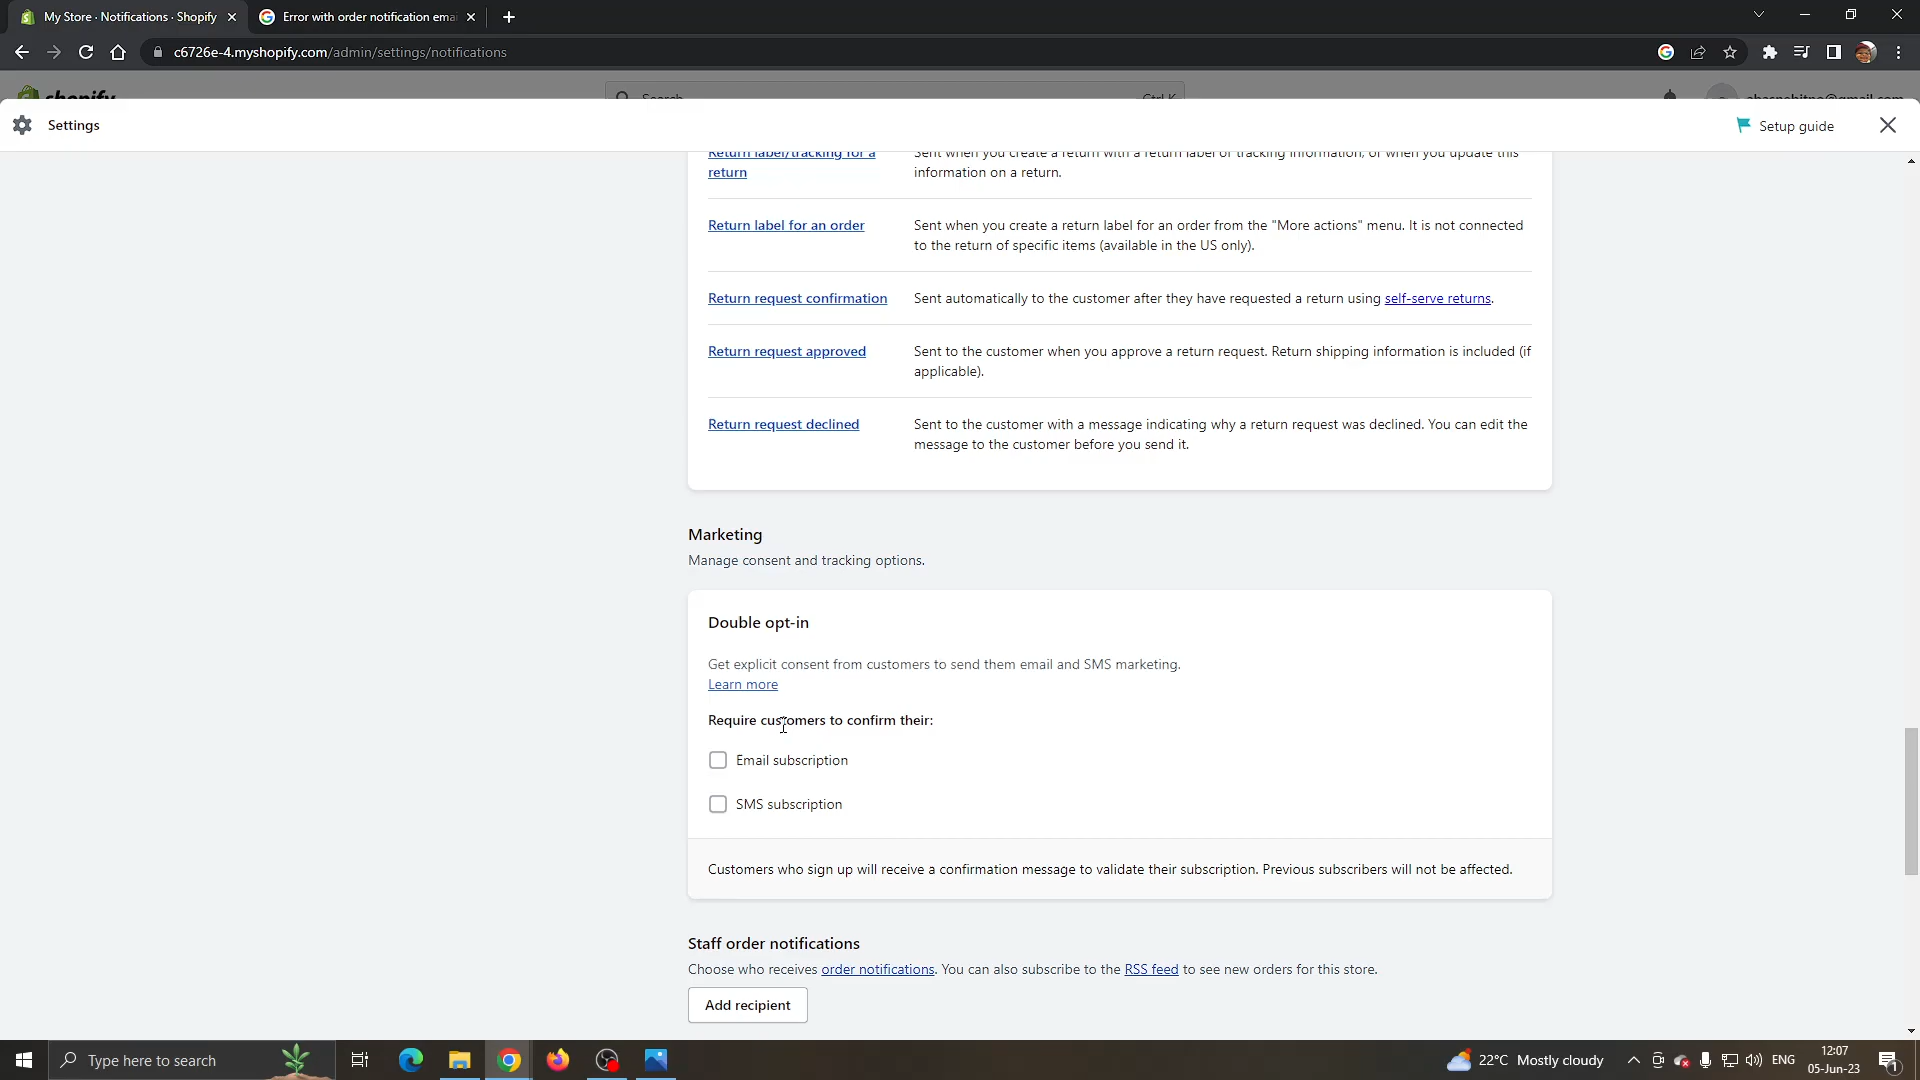 My Store · Notifications · Shopify
Error with order notification emai
c6726e-4.myshopify.com/admin/settings/notifications
shopify
Search
Ctrl K
Settings
Setup guide
Return label/tracking for a
return
Sent when you create a return with a return label or tracking information, or when you update this
information on a return.
Return label for an order
Sent when you create a return label for an order from the "More actions" menu. It is not connected
to the return of specific items (available in the US only).
Return request confirmation
Sent automatically to the customer after they have requested a return using self-serve returns.
Return request approved
Sent to the customer when you approve a return request. Return shipping information is included (if
applicable).
Return request declined
Sent to the customer with a message indicating why a return request was declined. You can edit the
message to the customer before you send it.
Marketing
Manage consent and tracking options.
Double opt-in
Get explicit consent from customers to send them email and SMS marketing.
Learn more
Require customers to confirm their:
Email subscription
SMS subscription
Customers who sign up will receive a confirmation message to validate their subscription. Previous subscribers will not be affected.
Staff order notifications
Choose who receives order notifications. You can also subscribe to the RSS feed to see new orders for this store.
Add recipient
Type here to search
22°C Mostly cloudy
ENG
12:07
05-Jun-23
1